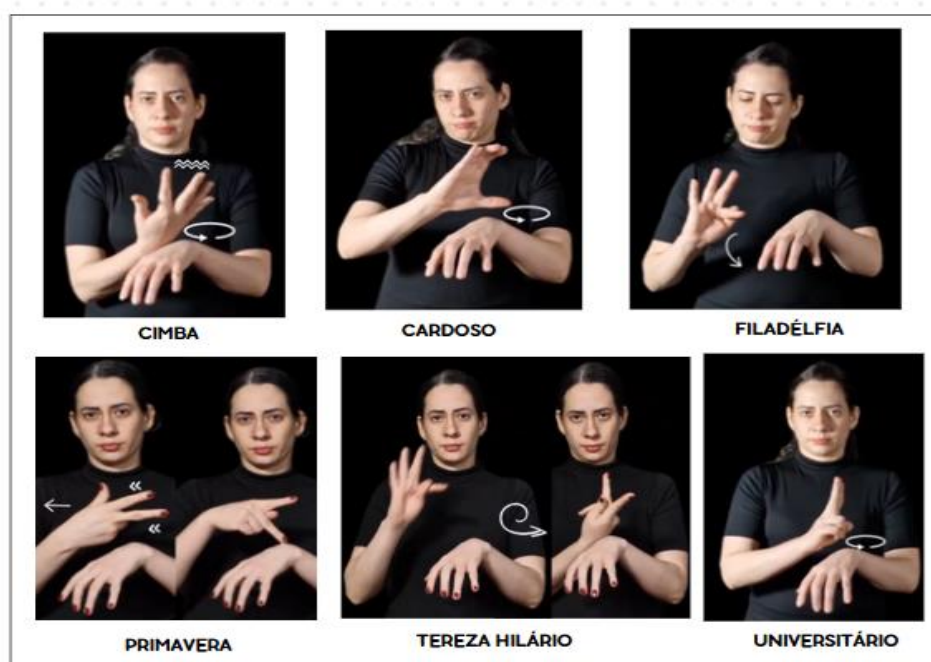 CIMBA
CARDOSO
FILADÉLFIA
PRIMAVERA
TEREZA HILÁRIO
UNIVERSITÁRIO